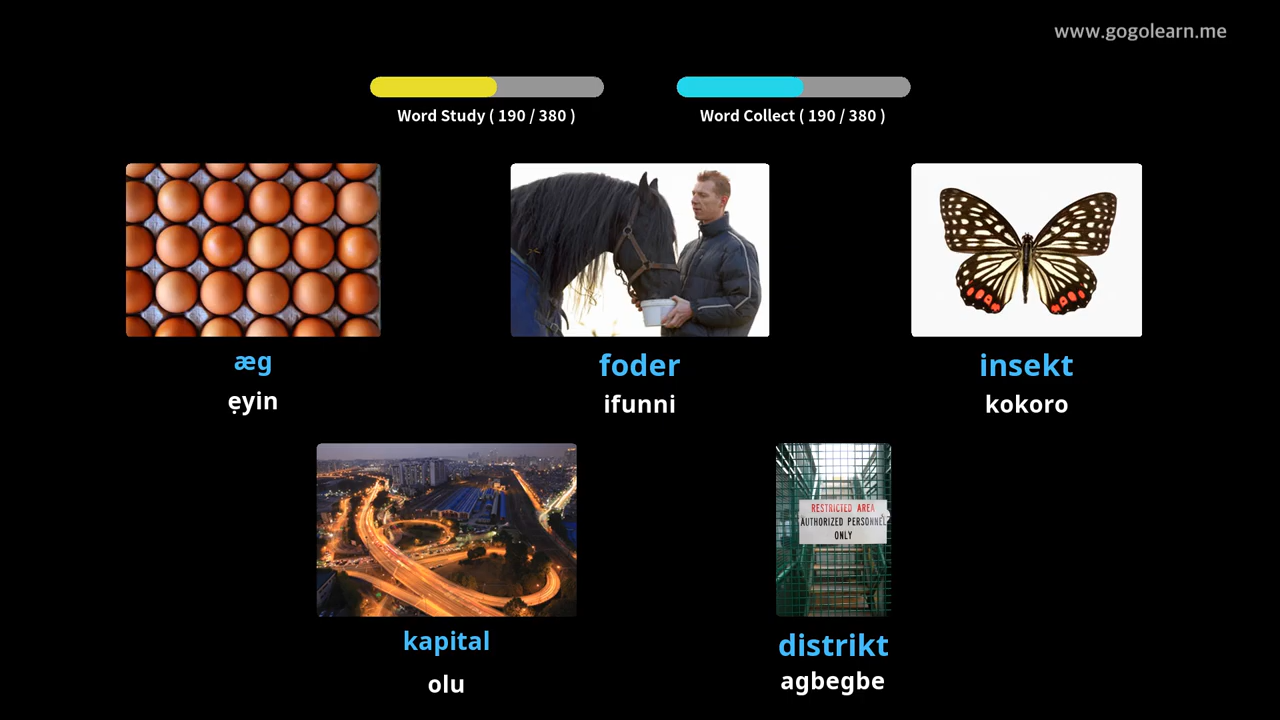 www.gogolearn.me
Word Study ( 190 / 380 )
Word Collect ( 190 / 380 )
æg
ẹyin
foder
ifunni
insekt
kokoro
RESTRICTED AREA
AUTHORIZED PERSONNEL
ONLY
kapital
olu
distrikt
agbegbe